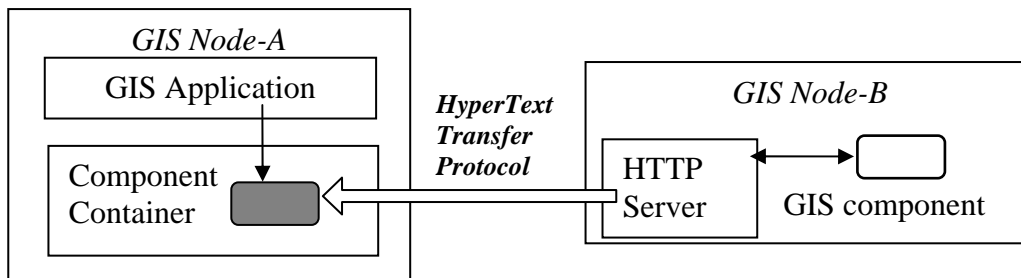 GIS Node-A
GIS Application
Component
Container
HyperText
Transfer
Protocol
GIS Node-B
HTTP
Server
GIS component